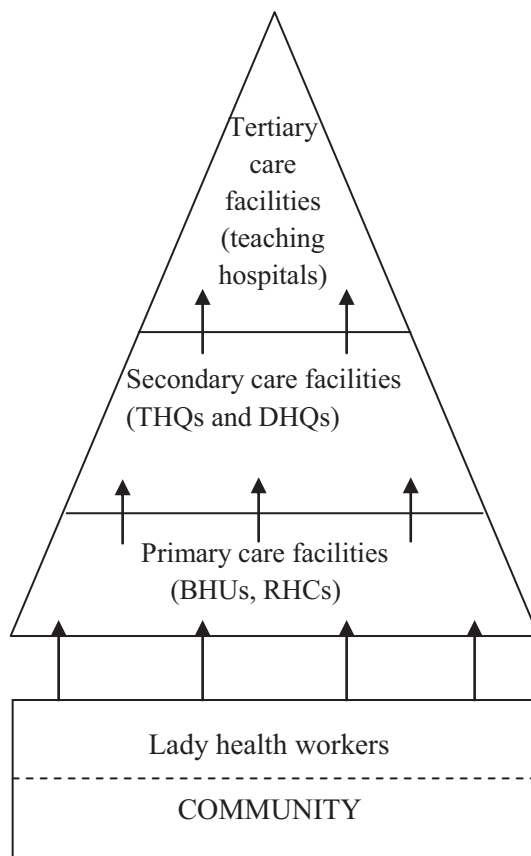 Tertiary
care
facilities
(teaching
hospitals)
Secondary care facilities
(THQs and DHQs)
Primary care facilities
(BHUs, RHCs)
Lady health workers
COMMUNITY